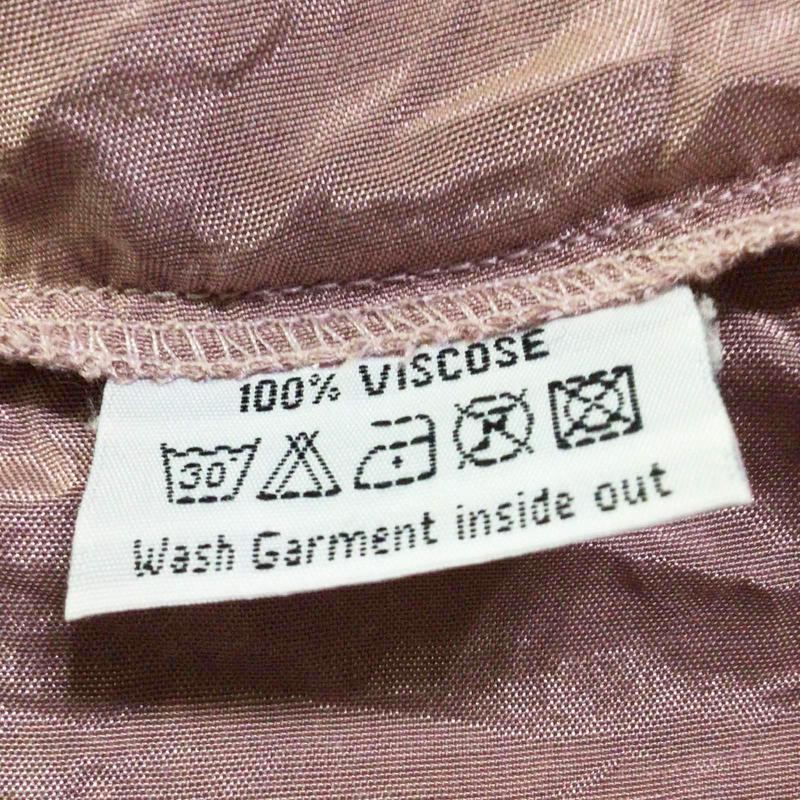 100% VISCOSE
30°
Wash Garment inside out